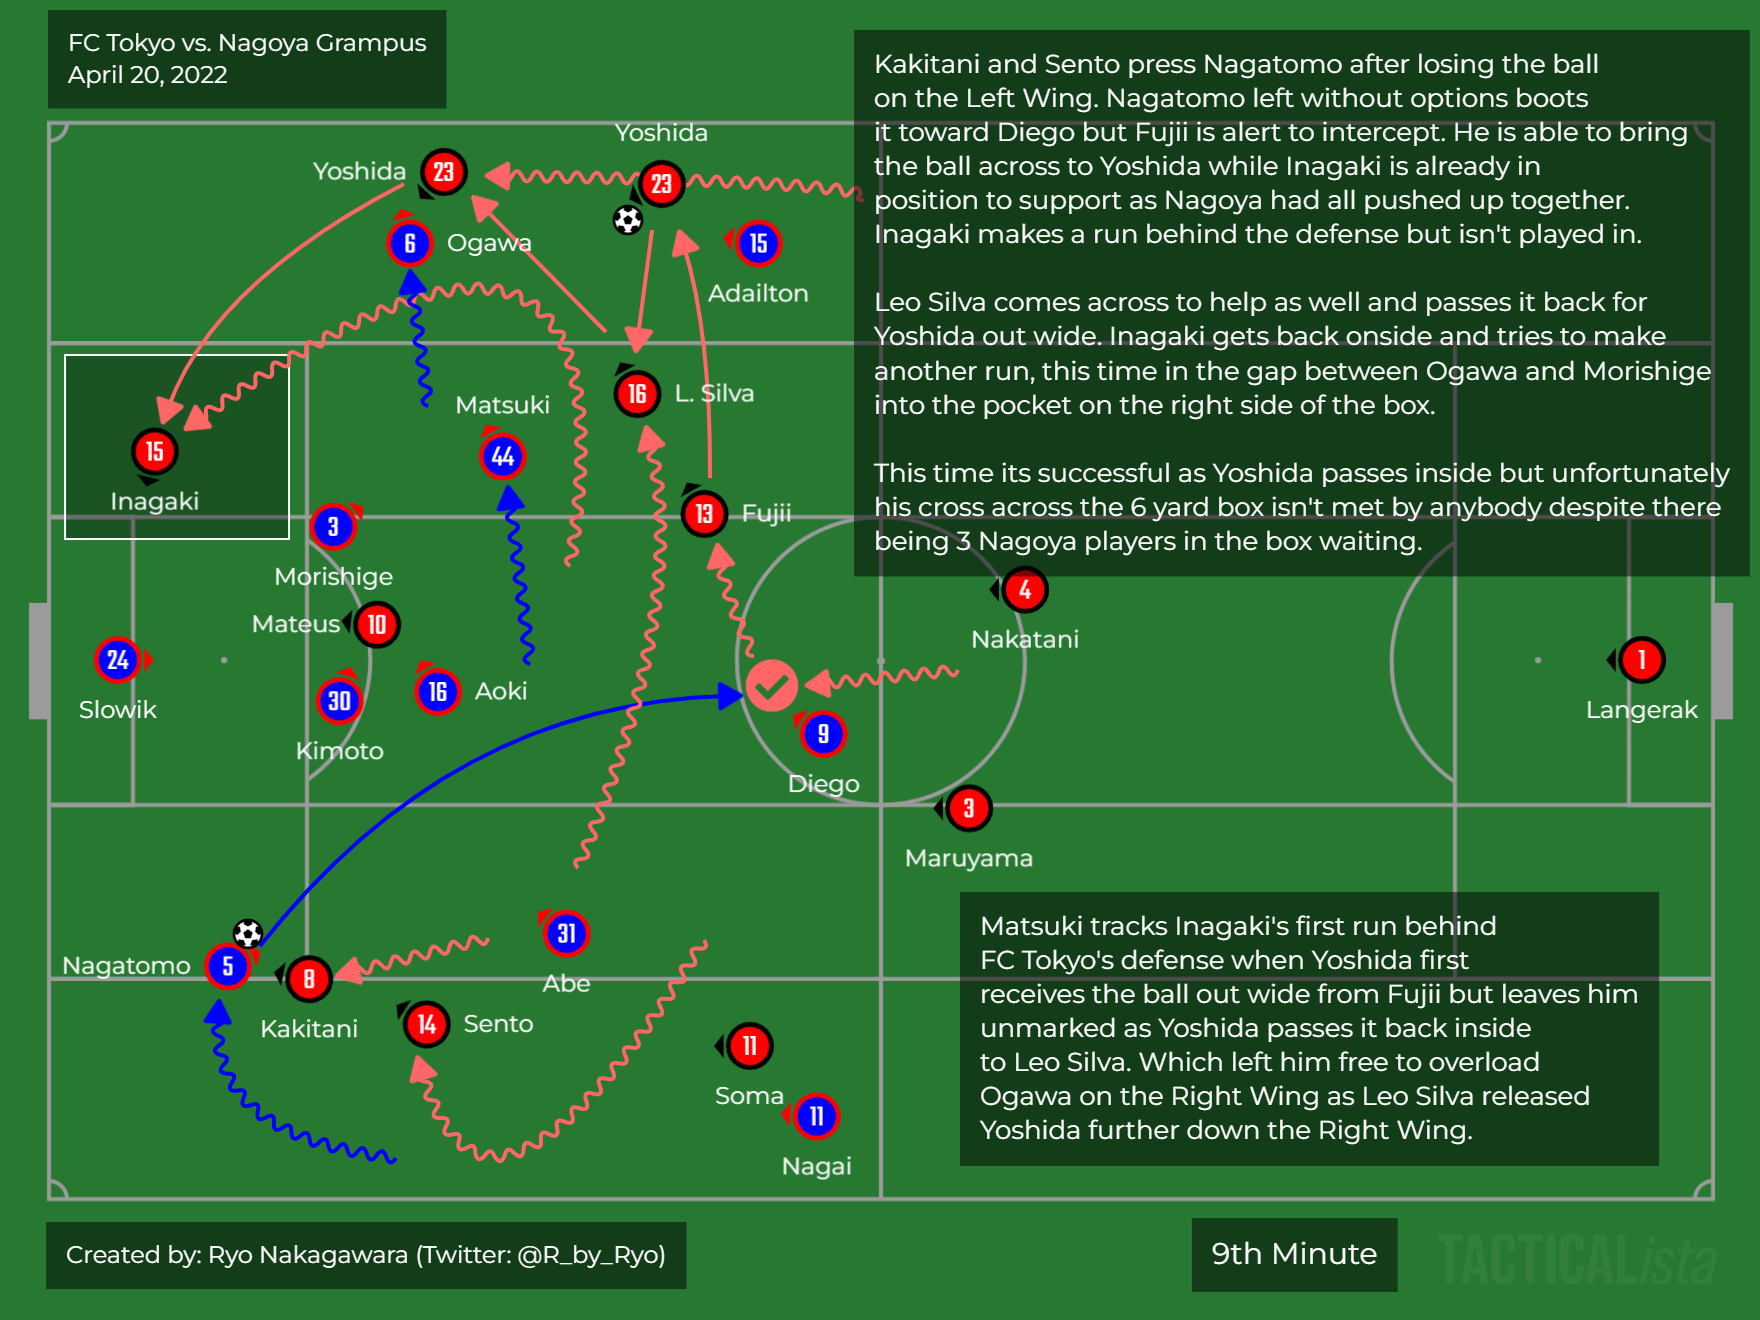 FC Tokyo vs. Nagoya Grampus
April 20, 2022
Kakitani and Sento press Nagatomo after losing the ball
on the Left Wing. Nagatomo left without options boots
it toward Diego but Fujii is alert to intercept. He is able to bring
the ball across to Yoshida while Inagaki is already in
position to support as Nagoya had all pushed up together.
Inagaki makes a run behind the defense but isn't played in.
Leo Silva comes across to help as well and passes it back for
Yoshida out wide. Inagaki gets back onside and tries to make
another run, this time in the gap between Ogawa and Morishige
into the pocket on the right side of the box.
This time its successful as Yoshida passes inside but unfortunately
his cross across the 6 yard box isn't met by anybody despite there
being 3 Nagoya players in the box waiting.
Yoshida
Yoshida
23
23
6
Ogawa
15
Adailton
16
L. Silva
Matsuki
44
15
Inagaki
13
Fujii
3
Morishige
4
Nakatani
Mateus
10
24
Slowik
1
Langerak
30
Kimoto
16
Aoki
9
Diego
3
Maruyama
Nagatomo
5
8
Kakitani
31
Abe
14
Sento
11
Soma
11
Nagai
Matsuki tracks Inagaki's first run behind
FC Tokyo's defense when Yoshida first
receives the ball out wide from Fujii but leaves him
unmarked as Yoshida passes it back inside
to Leo Silva. Which left him free to overload
Ogawa on the Right Wing as Leo Silva released
Yoshida further down the Right Wing.
Created by: Ryo Nakagawara (Twitter: @R_by_Ryo)
9th Minute
TACTICALista